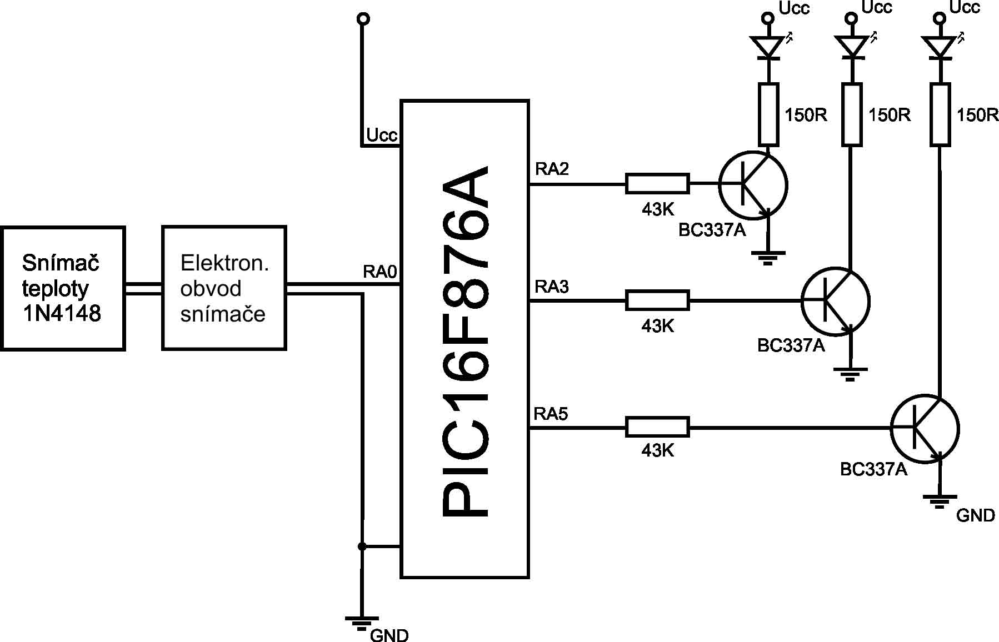 Ucc
Ucc
Ucc
150R
150R
150R
Ucc
RA2
43K
BC337A
PIC16F876A
Snímač
teploty
1N4148
Elektron.
obvod
snímače
RA0
RA3
43K
BC337A
RA5
43K
BC337A
GND
GND